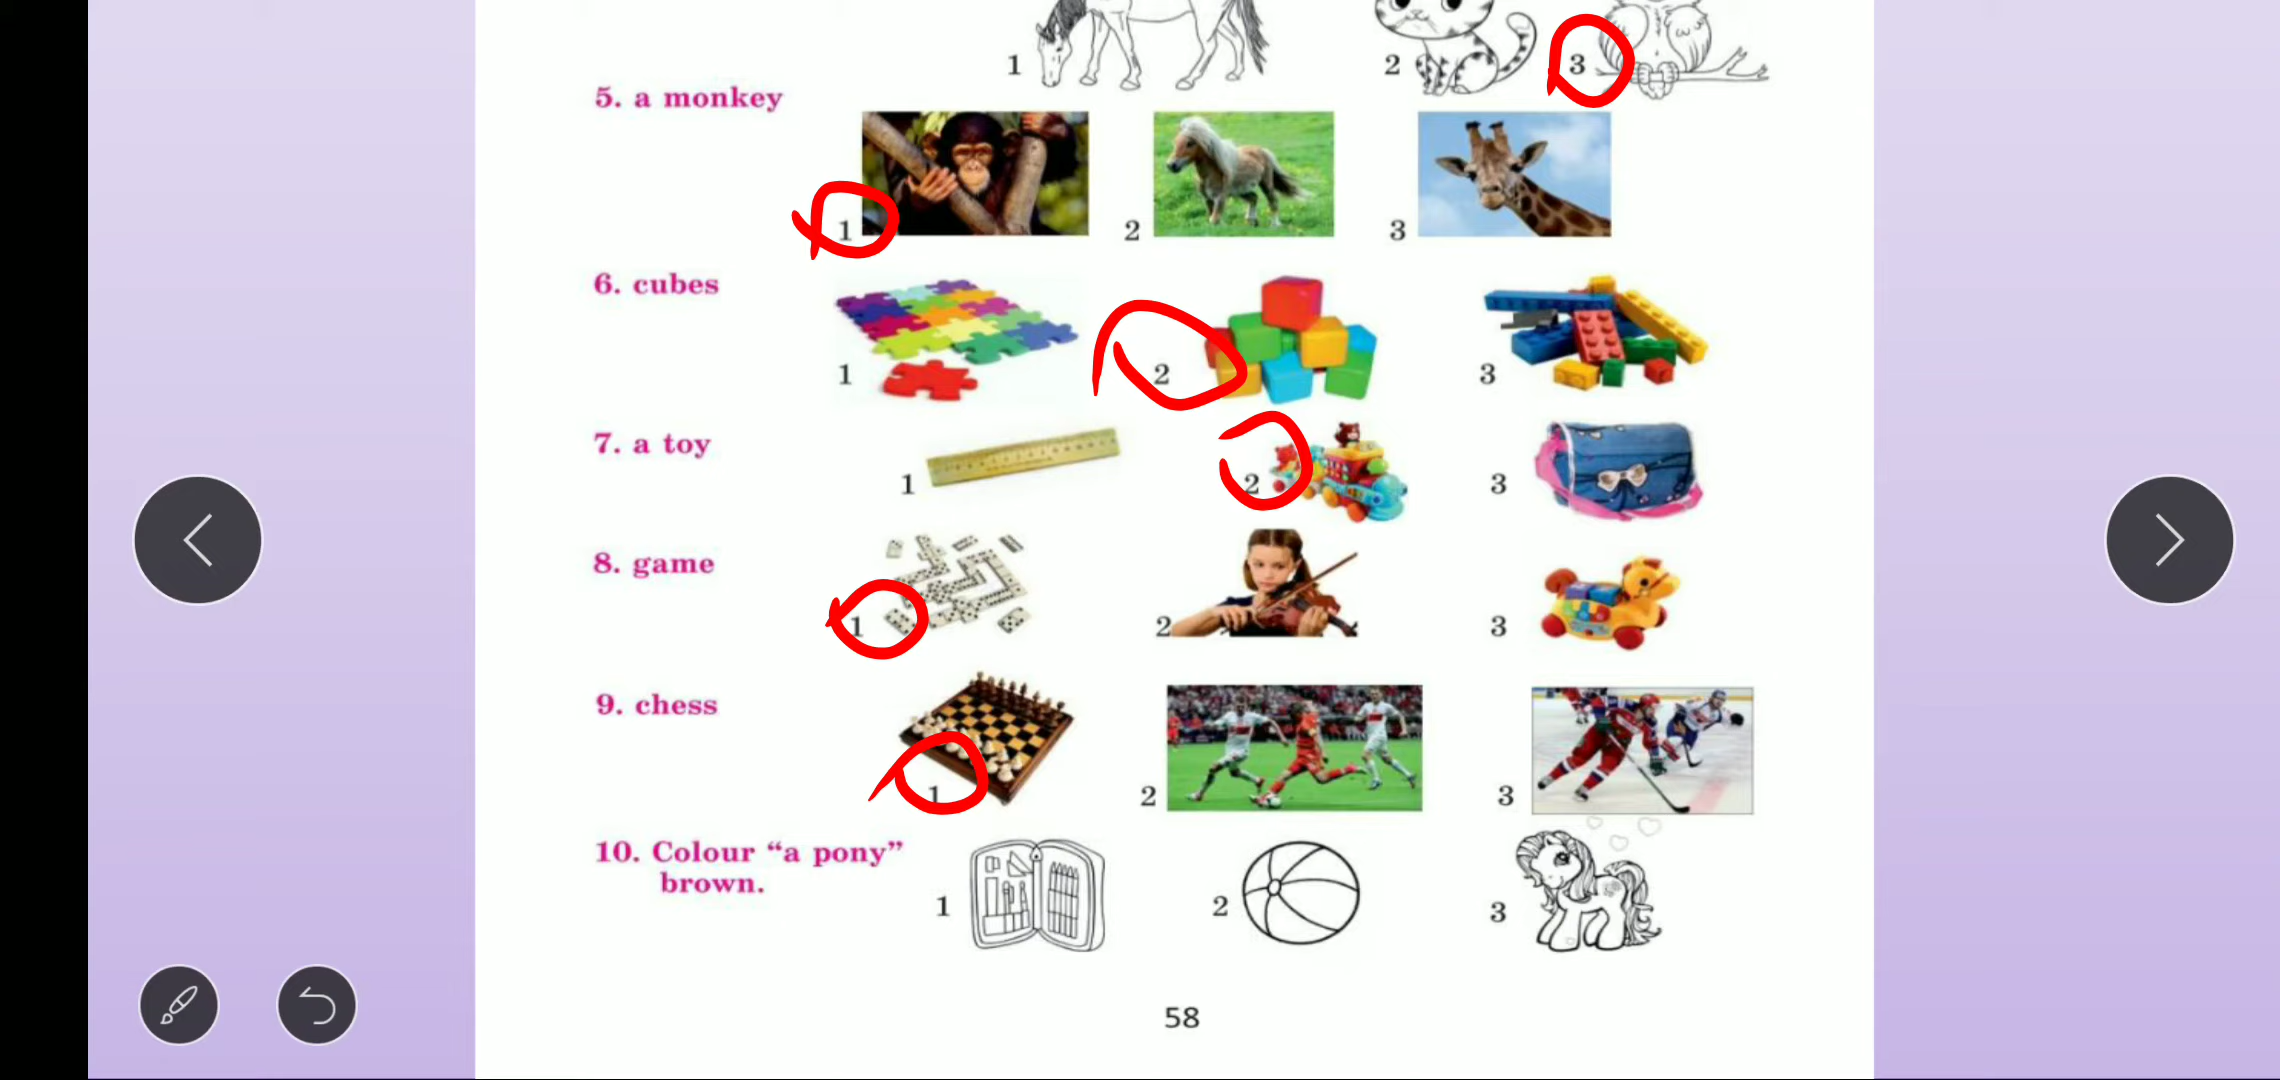 1 2 3
5. a monkey
1 2 3
6. cubes
1 2 3
7. a toy
1 2 3
8. game
1 2 3
9. chess
1 2 3
10. Colour “a pony”
brown.
1 2 3
58